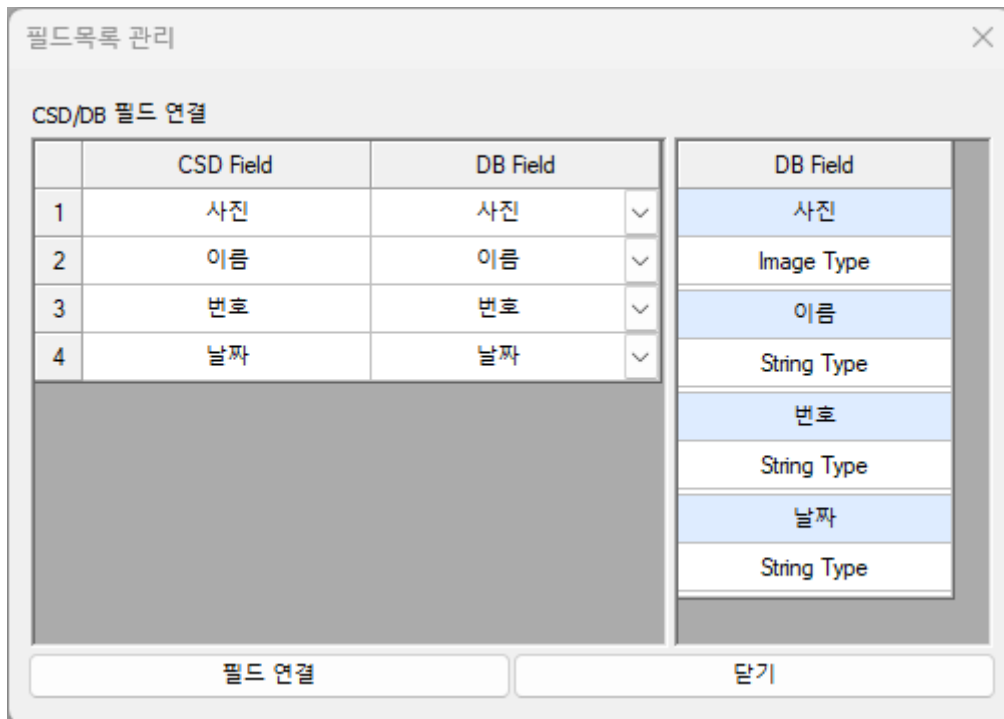 필드목록 관리
CSD/DB 필드 연결
CSD Field DB Field
1 사진 사진
2 이름 이름
3 번호 번호
4 날짜 날짜
DB Field
사진
Image Type
이름
String Type
번호
String Type
날짜
String Type
필드 연결 닫기